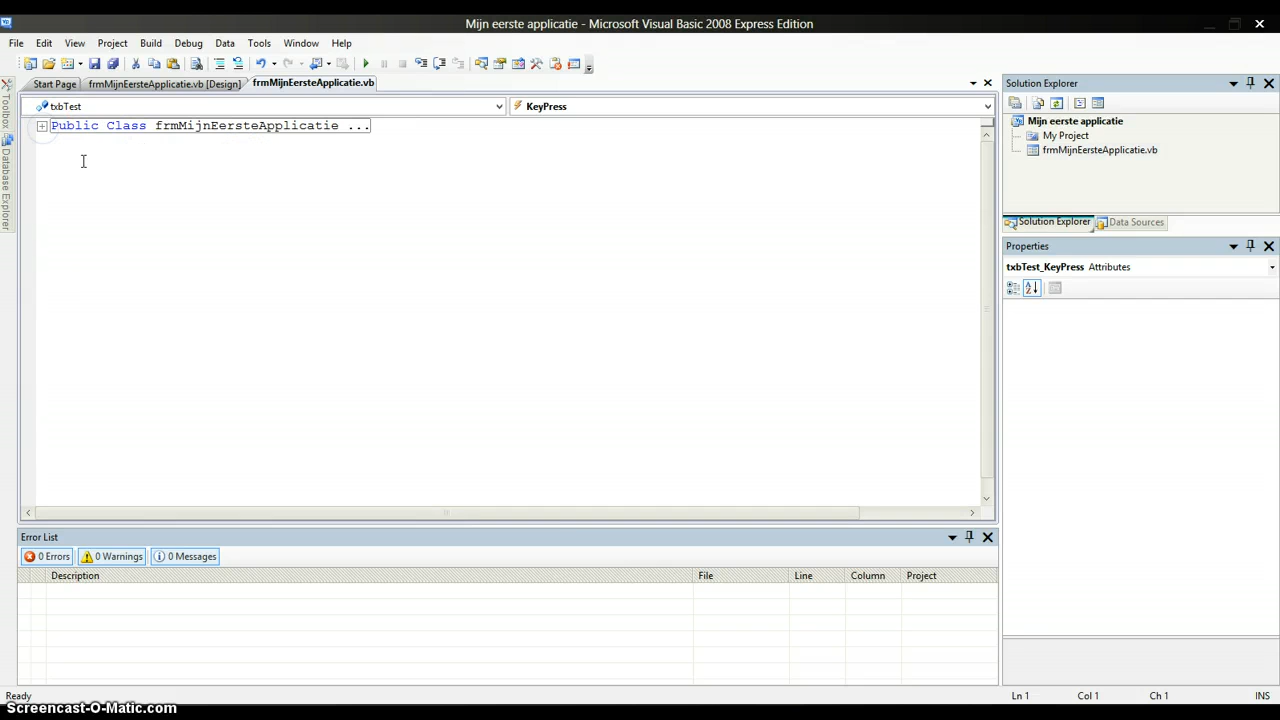 Mijn eerste applicatie - Microsoft Visual Basic 2008 Express Edition
File Edit View Project Build Debug Data Tools Window Help
Start Page frmMijnEersteApplicatie.vb [Design] frmMijnEersteApplicatie.vb
txbTest KeyPress
Public Class frmMijnEersteApplicatie ...
Toolbox
Database Explorer
Solution Explorer
Mijn eerste applicatie
My Project
frmMijnEersteApplicatie.vb
Solution Explorer Data Sources
Properties
txbTest_KeyPress Attributes
Error List
0 Errors 0 Warnings 0 Messages
Description File Line Column Project
Ready Ln 1 Col 1 Ch 1 INS
Screencast-O-Matic.com